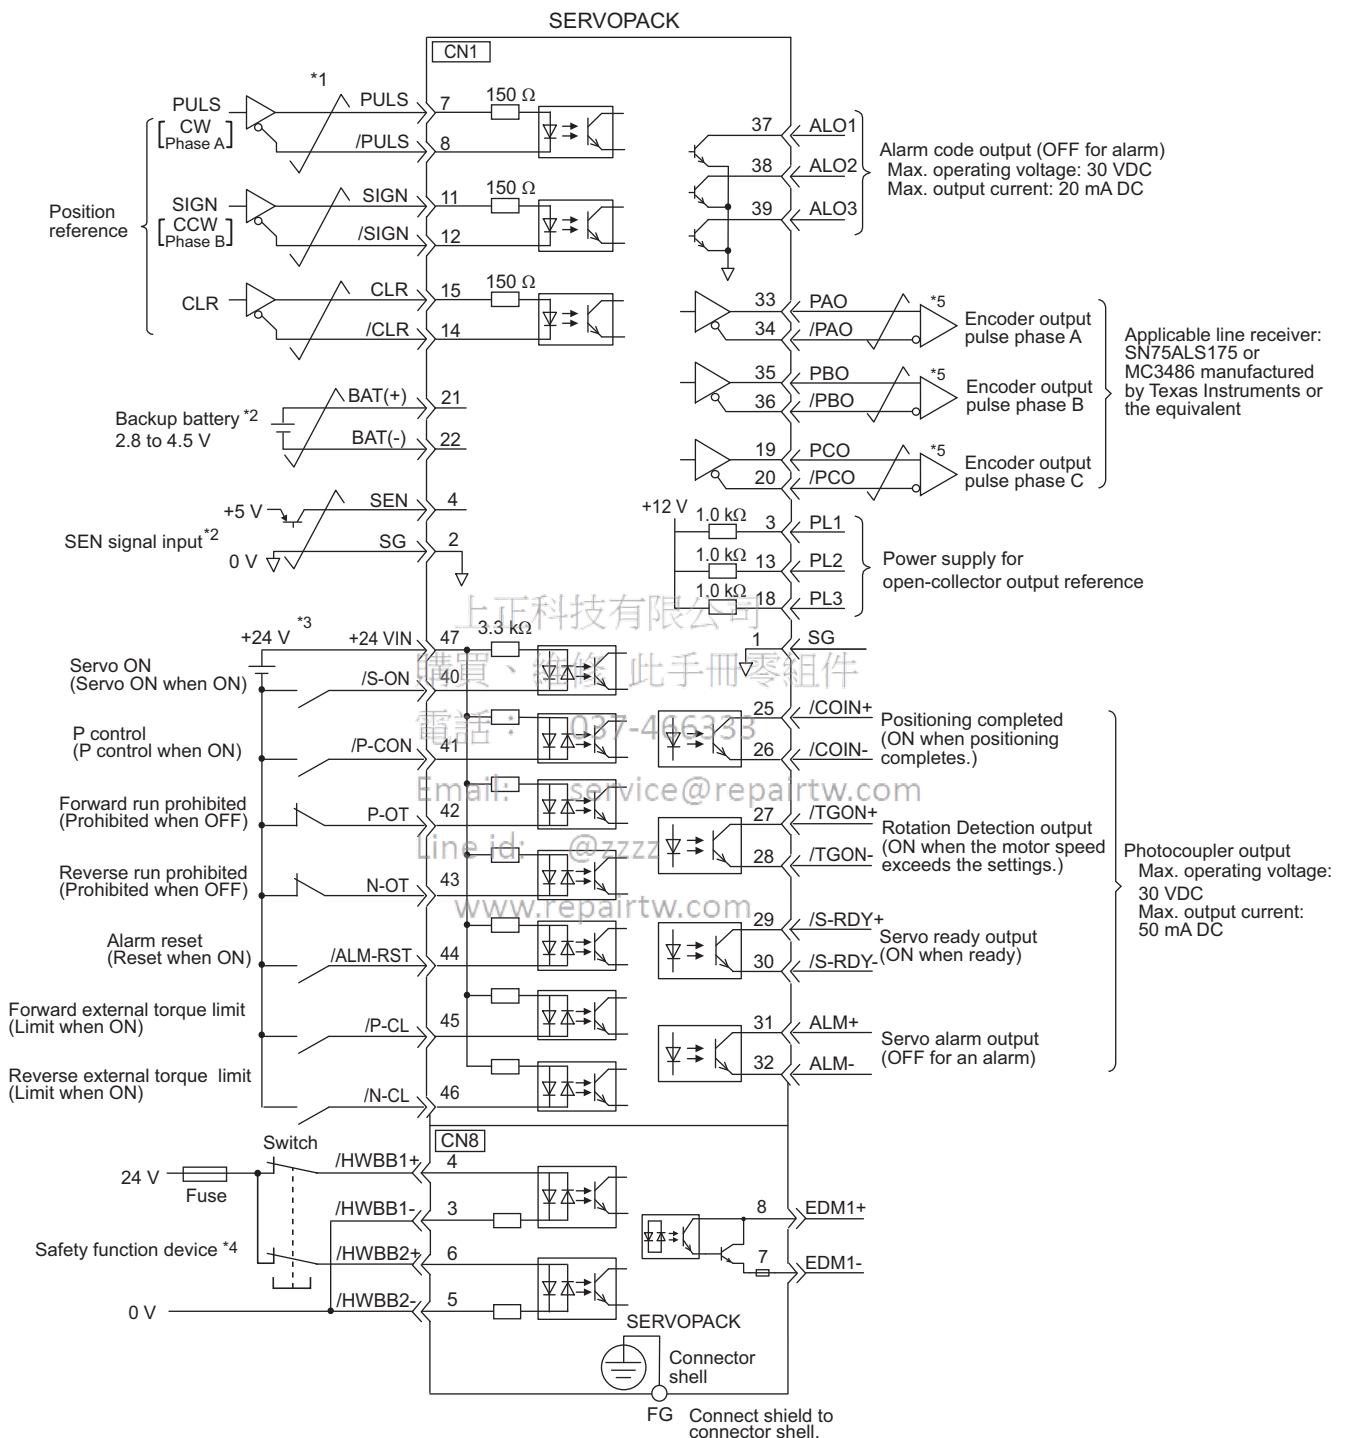 SERVOPACK
CN1
*1
PULS
CW
Phase A
PULS
7
150 Ω
/PULS
8
Position
reference
SIGN
CCW
Phase B
SIGN
11
150 Ω
/SIGN
12
CLR
CLR
15
150 Ω
/CLR
14
Backup battery *2
2.8 to 4.5 V
BAT(+)
21
BAT(-)
22
SEN signal input*2
+5 V
SEN
4
0 V
SG
2
37
ALO1
38
ALO2
39
ALO3
Alarm code output (OFF for alarm)
Max. operating voltage: 30 VDC
Max. output current: 20 mA DC
33
PAO
34
/PAO
*5
Encoder output
pulse phase A
35
PBO
36
/PBO
*5
Encoder output
pulse phase B
19
PCO
20
/PCO
*5
Encoder output
pulse phase C
Applicable line receiver:
SN75ALS175 or
MC3486 manufactured
by Texas Instruments or
the equivalent
+12 V
1.0 kΩ
3
PL1
1.0 kΩ
13
PL2
1.0 kΩ
18
PL3
Power supply for
open-collector output reference
1
SG
上正科技有限公司
購買、維修 此手冊零組件
電話： 037-466333
Email: service@repairtw.com
Line id: @zzzz
www.repairtw.com
+24 V
*3
+24 VIN
47
3.3 kΩ
Servo ON
(Servo ON when ON)
/S-ON
40
P control
(P control when ON)
/P-CON
41
Forward run prohibited
(Prohibited when OFF)
P-OT
42
Reverse run prohibited
(Prohibited when OFF)
N-OT
43
Alarm reset
(Reset when ON)
/ALM-RST
44
Forward external torque limit
(Limit when ON)
/P-CL
45
Reverse external torque limit
(Limit when ON)
/N-CL
46
25
/COIN+
26
/COIN-
Positioning completed
(ON when positioning
completes.)
27
/TGON+
28
/TGON-
Rotation Detection output
(ON when the motor speed
exceeds the settings.)
29
/S-RDY+
30
/S-RDY-
Servo ready output
(ON when ready)
31
ALM+
32
ALM-
Servo alarm output
(OFF for an alarm)
Photocoupler output
Max. operating voltage:
30 VDC
Max. output current:
50 mA DC
CN8
Switch
24 V
Fuse
/HWBB1+
4
/HWBB1-
3
Safety function device *4
/HWBB2+
6
0 V
/HWBB2-
5
8
EDM1+
7
EDM1-
SERVOPACK
Connector
shell
FG
Connect shield to
connector shell.